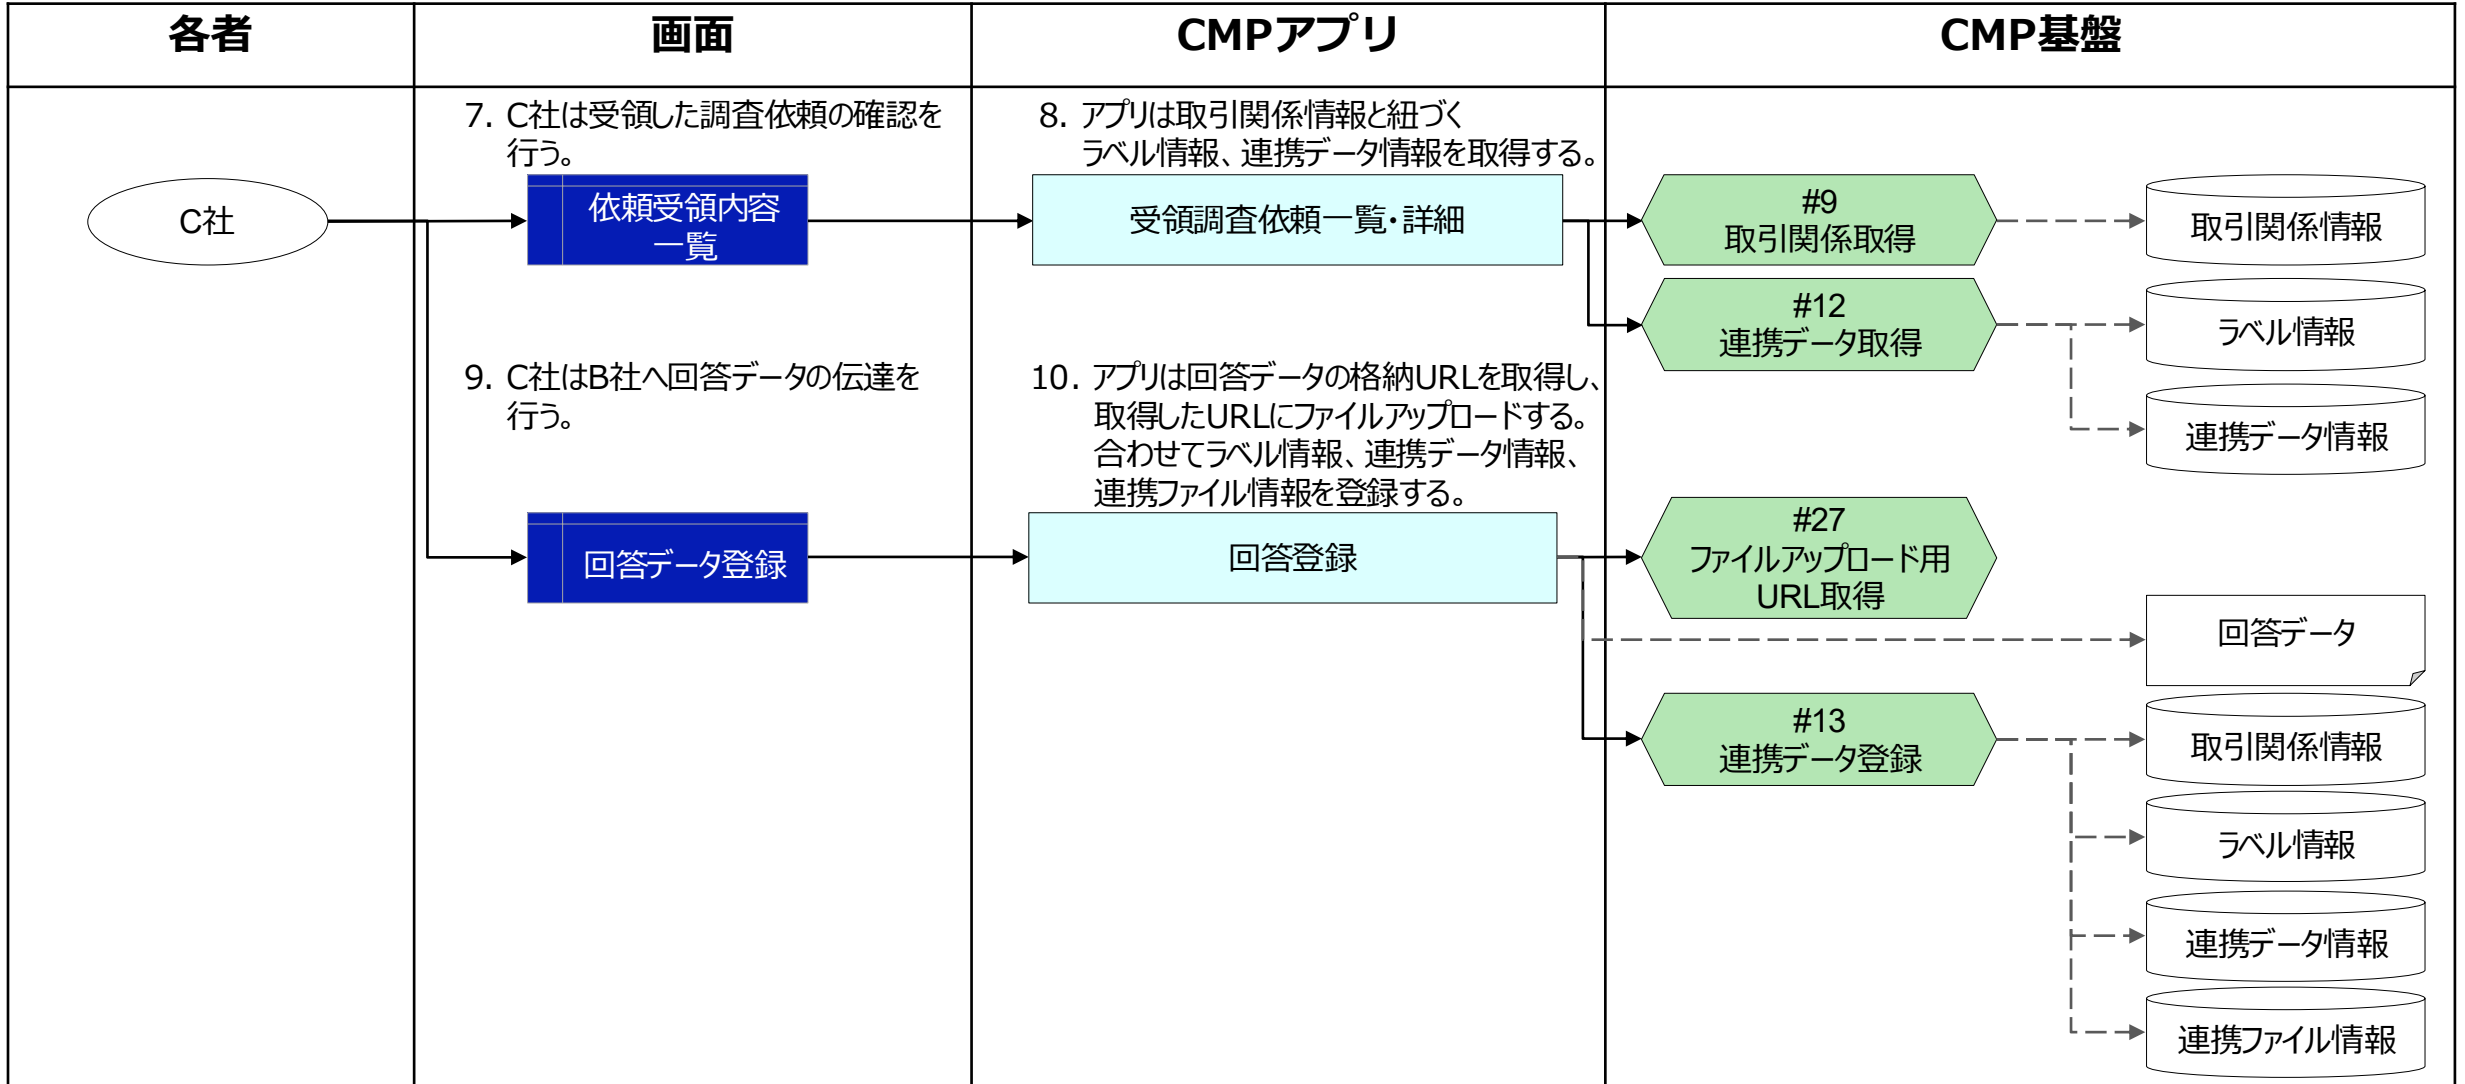 各者
画面
CMPアプリ
CMP基盤
7. C社は受領した調査依頼の確認を
行う。
8. アプリは取引関係情報と紐づく
ラベル情報、連携データ情報を取得する。
C社
依頼受領内容
一覧
受領調査依頼一覧・詳細
#9
取引関係取得
取引関係情報
#12
連携データ取得
ラベル情報
連携データ情報
9. C社はB社へ回答データの伝達を
行う。
10. アプリは回答データの格納URLを取得し、
取得したURLにファイルアップロードする。
合わせてラベル情報、連携データ情報、
連携ファイル情報を登録する。
回答データ登録
回答登録
#27
ファイルアップロード用
URL取得
回答データ
#13
連携データ登録
取引関係情報
ラベル情報
連携データ情報
連携ファイル情報